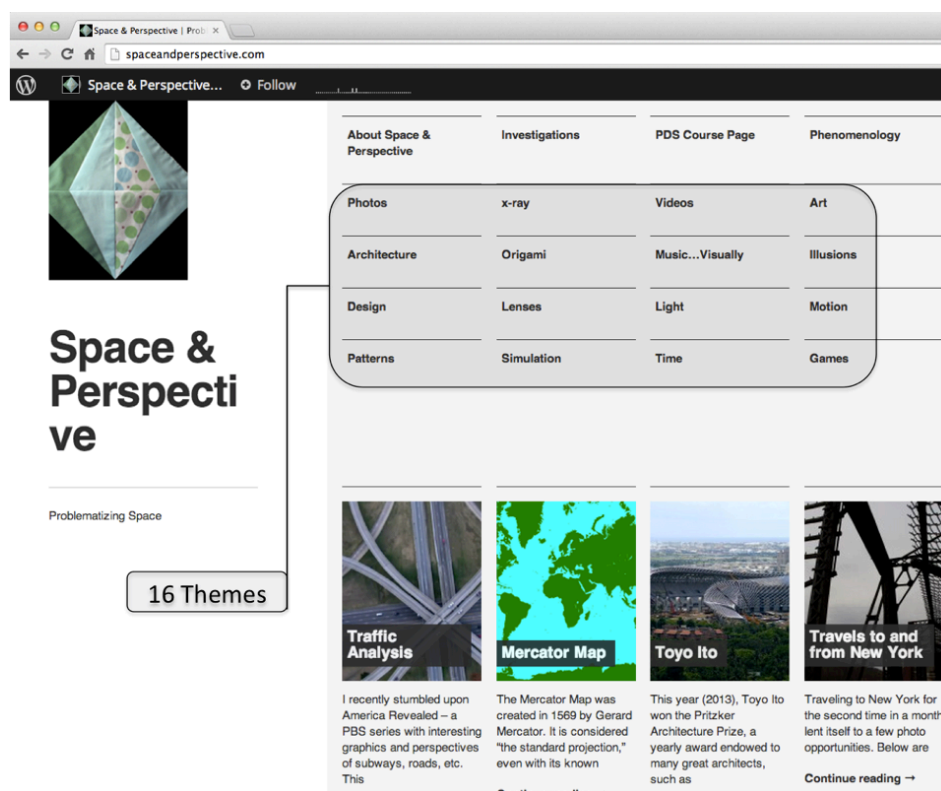 Space & Perspective | Prob
spaceandperspective.com
Space & Perspective... Follow
About Space &
Perspective
Investigations
PDS Course Page
Phenomenology
Photos
x-ray
Videos
Art
Architecture
Origami
Music...Visually
Illusions
Design
Lenses
Light
Motion
Patterns
Simulation
Time
Games
Space &
Perspecti
ve
Problematizing Space
16 Themes
Traffic
Analysis
I recently stumbled upon
America Revealed – a
PBS series with interesting
graphics and perspectives
of subways, roads, etc.
This
Mercator Map
The Mercator Map was
created in 1569 by Gerard
Mercator. It is considered
"the standard projection,"
even with its known
Toyo Ito
This year (2013), Toyo Ito
won the Pritzker
Architecture Prize, a
yearly award endowed to
many great architects,
such as
Travels to and
from New York
Traveling to New York for
the second time in a month
lent itself to a few photo
opportunities. Below are
Continue reading →